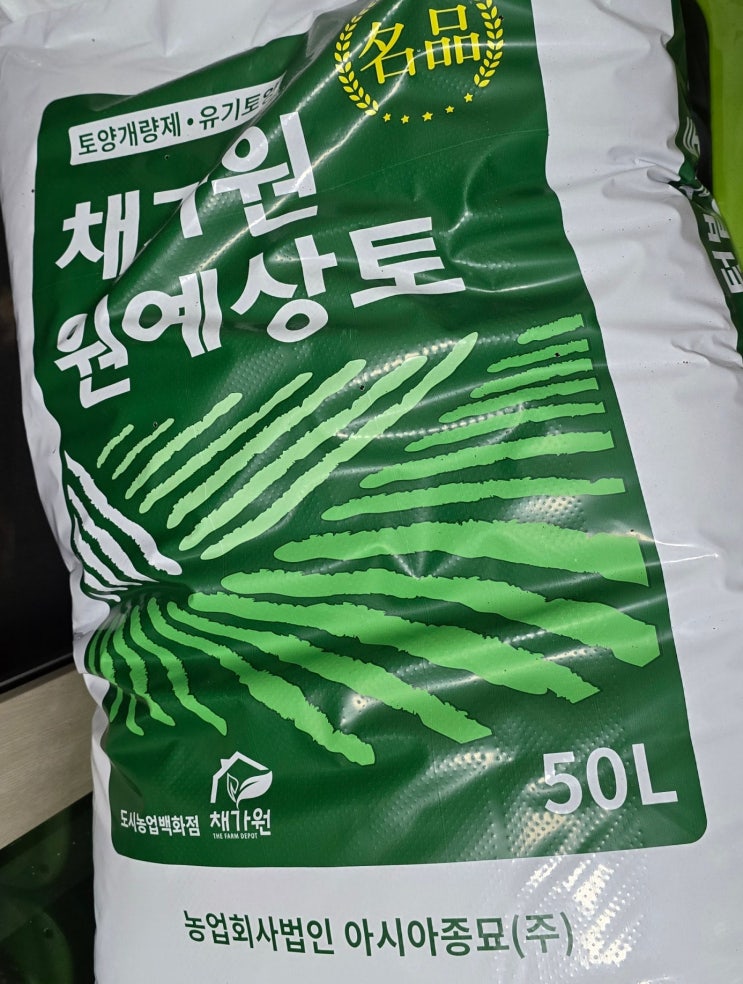 名品
토양개량제 • 유기토양
채가원
원예상토
50L
도시농업백화점 채가원
THE FARM DEPOT
농업회사법인 아시아종묘(주)